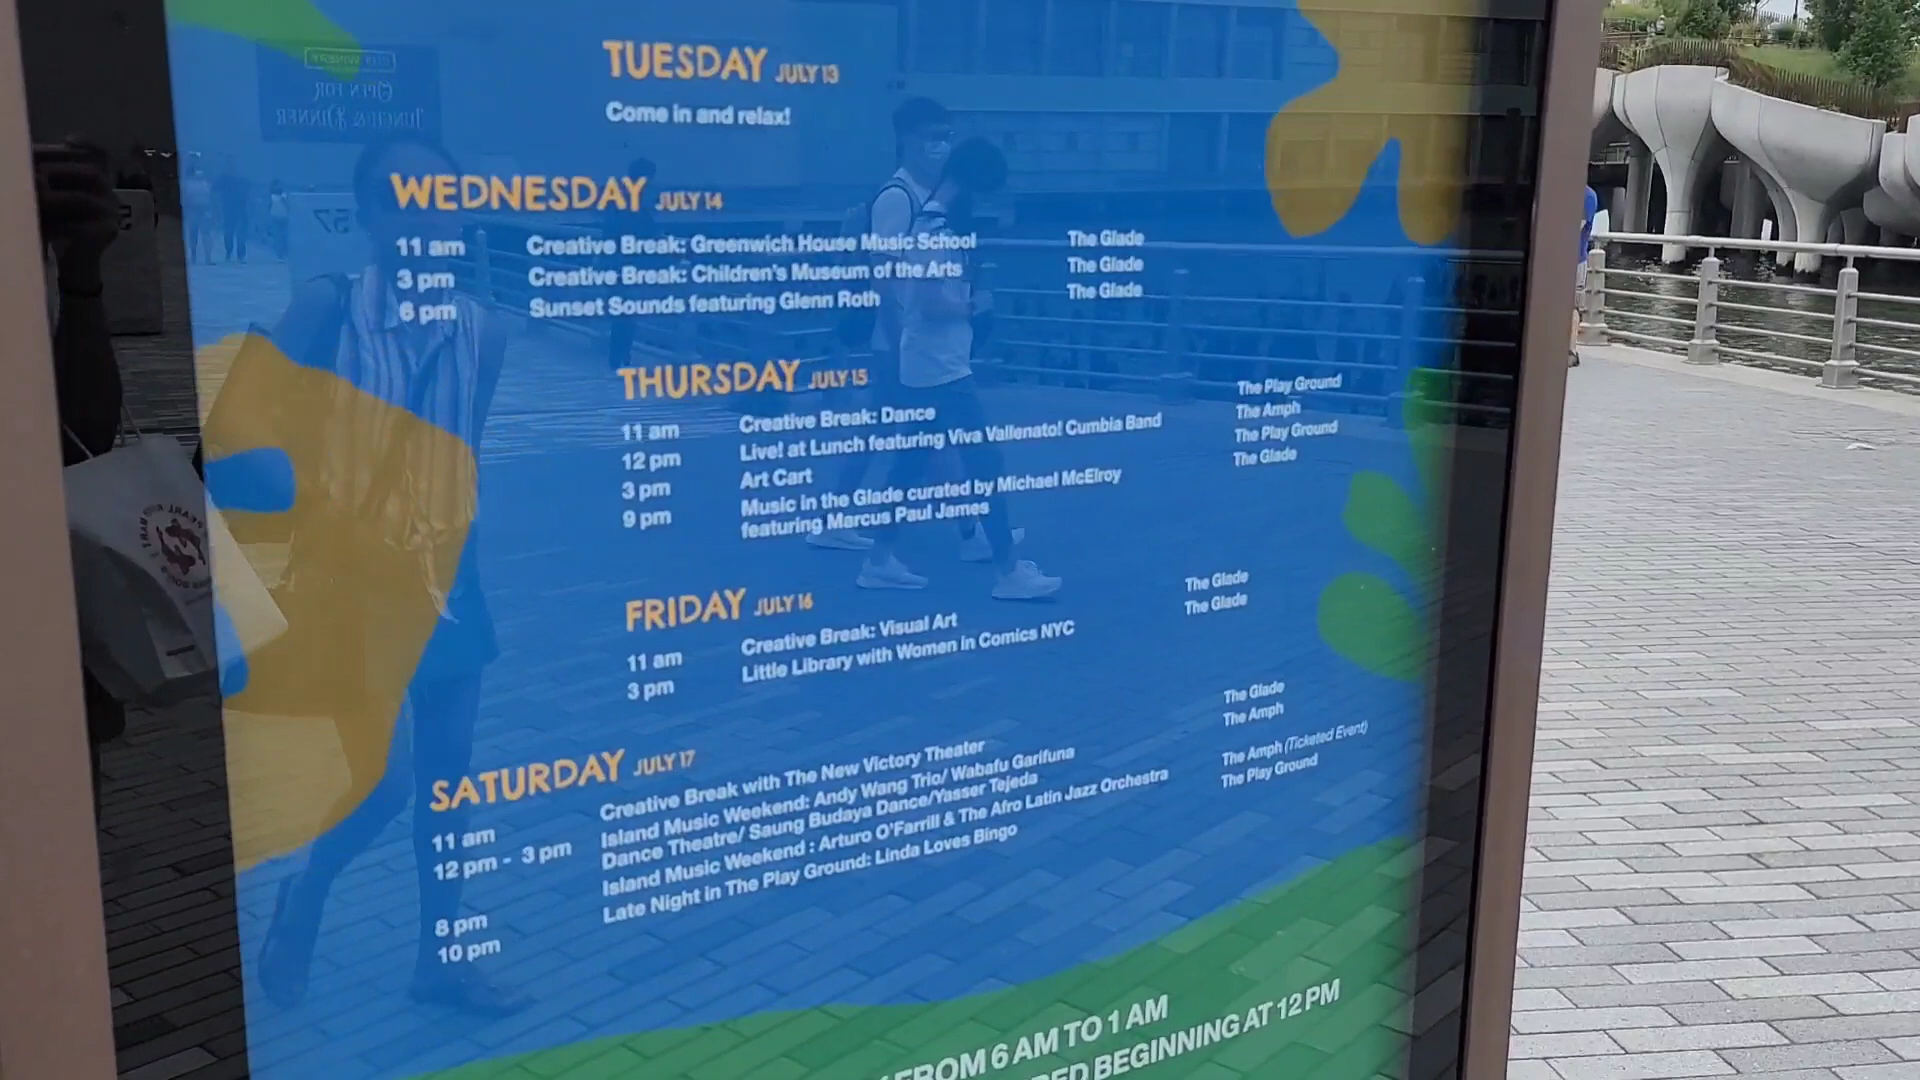 TUESDAY JULY 13
Come in and relax!
WEDNESDAY JULY 14
11 am Creative Break: Greenwich House Music School The Glade
3 pm Creative Break: Children's Museum of the Arts The Glade
6 pm Sunset Sounds featuring Glenn Roth The Glade
THURSDAY JULY 15
11 am Creative Break: Dance The Play Ground
12 pm Live! at Lunch featuring Viva Vallenato! Cumbia Band The Amph
3 pm Art Cart The Play Ground
9 pm Music in the Glade curated by Michael McElroy The Glade
featuring Marcus Paul James
FRIDAY JULY 16
11 am Creative Break: Visual Art The Glade
3 pm Little Library with Women in Comics NYC The Glade
SATURDAY JULY 17
11 am Creative Break with The New Victory Theater The Glade
12 pm - 3 pm Island Music Weekend: Andy Wang Trio/ Wabafu Garifuna The Amph
Dance Theatre/ Saung Budaya Dance/Yasser Tejeda
8 pm Island Music Weekend : Arturo O'Farrill & The Afro Latin Jazz Orchestra The Amph (Ticketed Event)
10 pm Late Night in The Play Ground: Linda Loves Bingo The Play Ground
FROM 6 AM TO 1 AM
BEGINNING AT 12 PM
OPEN FOR
LUNCH & DINNER
57